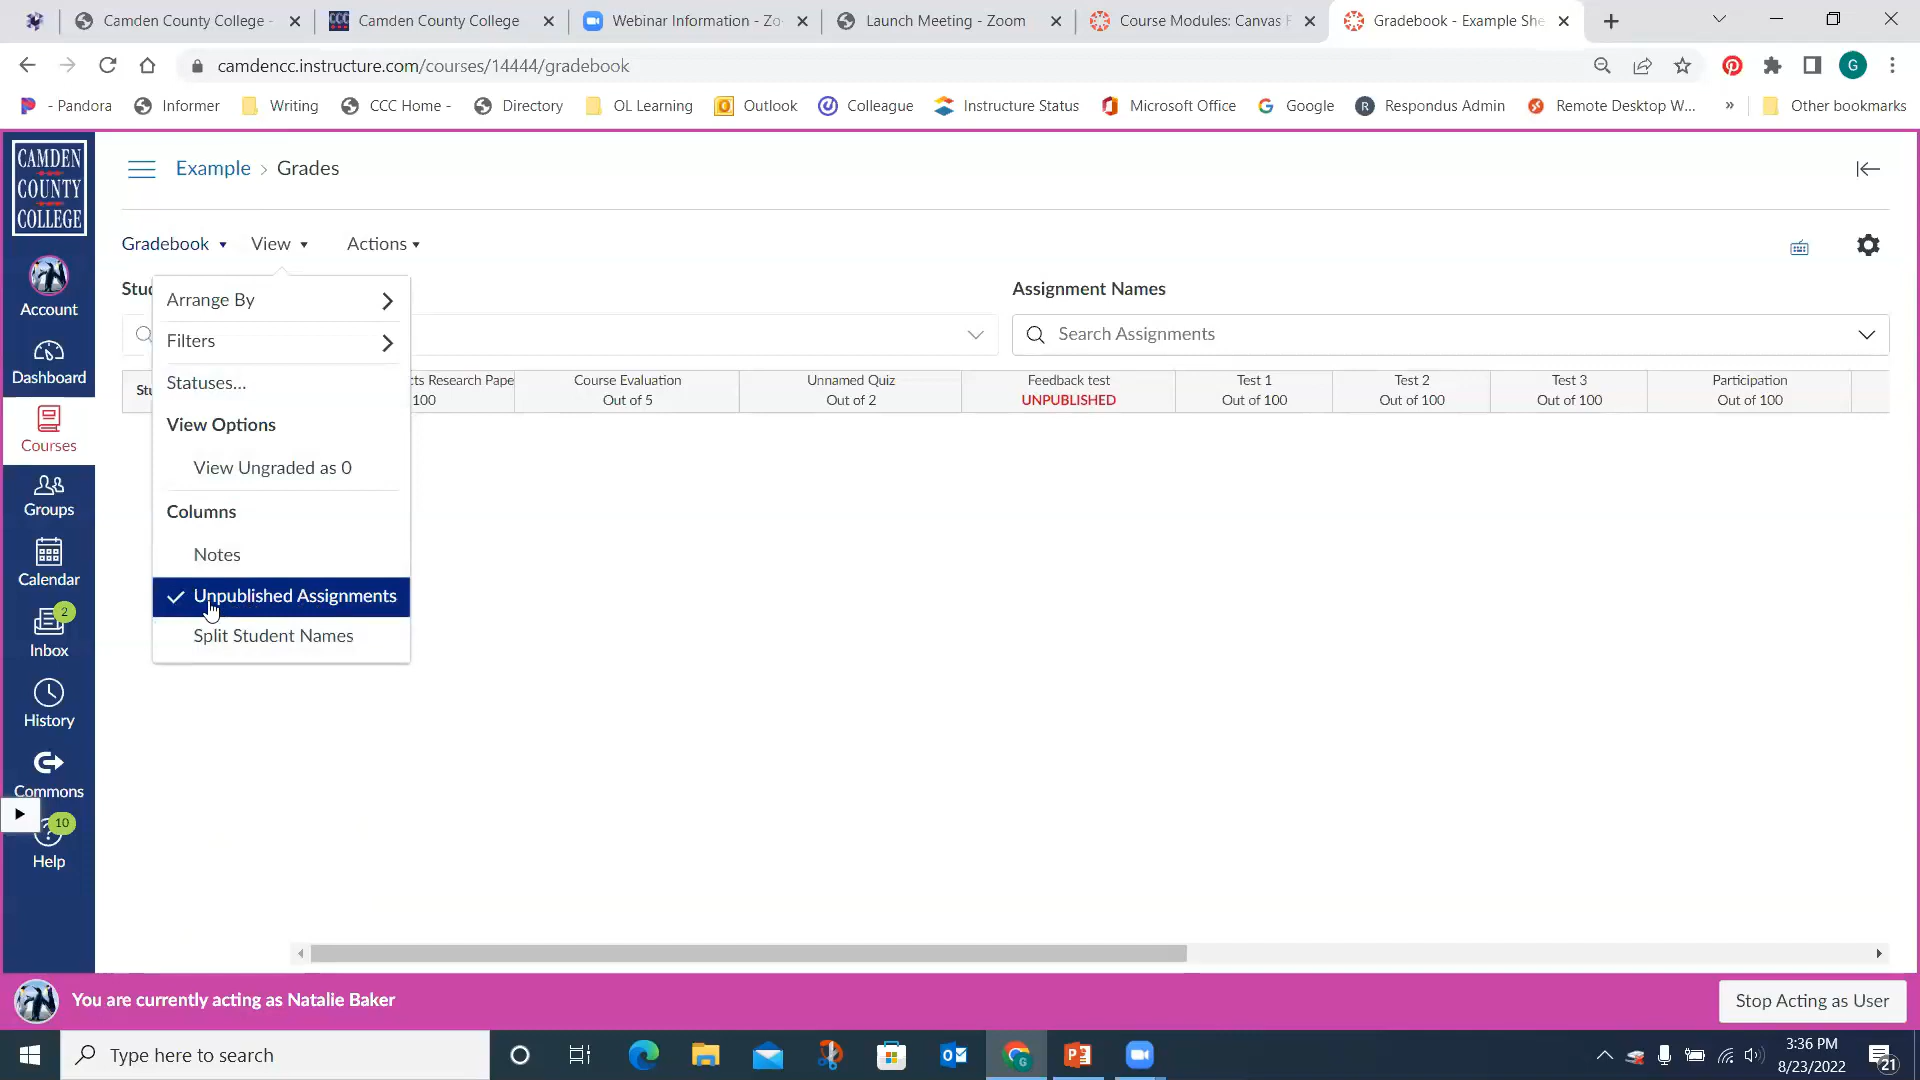 Camden County College -
Camden County College
Webinar Information - Zo
Launch Meeting - Zoom
Course Modules: Canvas F
Gradebook - Example She
camdencc.instructure.com/courses/14444/gradebook
G
- Pandora
Informer
Writing
CCC Home -
Directory
OL Learning
Outlook
Colleague
Instructure Status
Microsoft Office
Google
Respondus Admin
Remote Desktop W...
»
Other bookmarks
CAMDEN
COUNTY
COLLEGE
Account
Dashboard
Courses
Groups
Calendar
2
Inbox
History
Commons
10
Help
Example > Grades
Gradebook
View
Actions
Stu
Assignment Names
Search Assignments
Arrange By
Filters
Statuses...
View Options
View Ungraded as 0
Columns
Notes
Unpublished Assignments
Split Student Names
Stu
cts Research Pape
100
Course Evaluation
Out of 5
Unnamed Quiz
Out of 2
Feedback test
UNPUBLISHED
Test 1
Out of 100
Test 2
Out of 100
Test 3
Out of 100
Participation
Out of 100
You are currently acting as Natalie Baker
Stop Acting as User
Type here to search
3:36 PM
8/23/2022
21